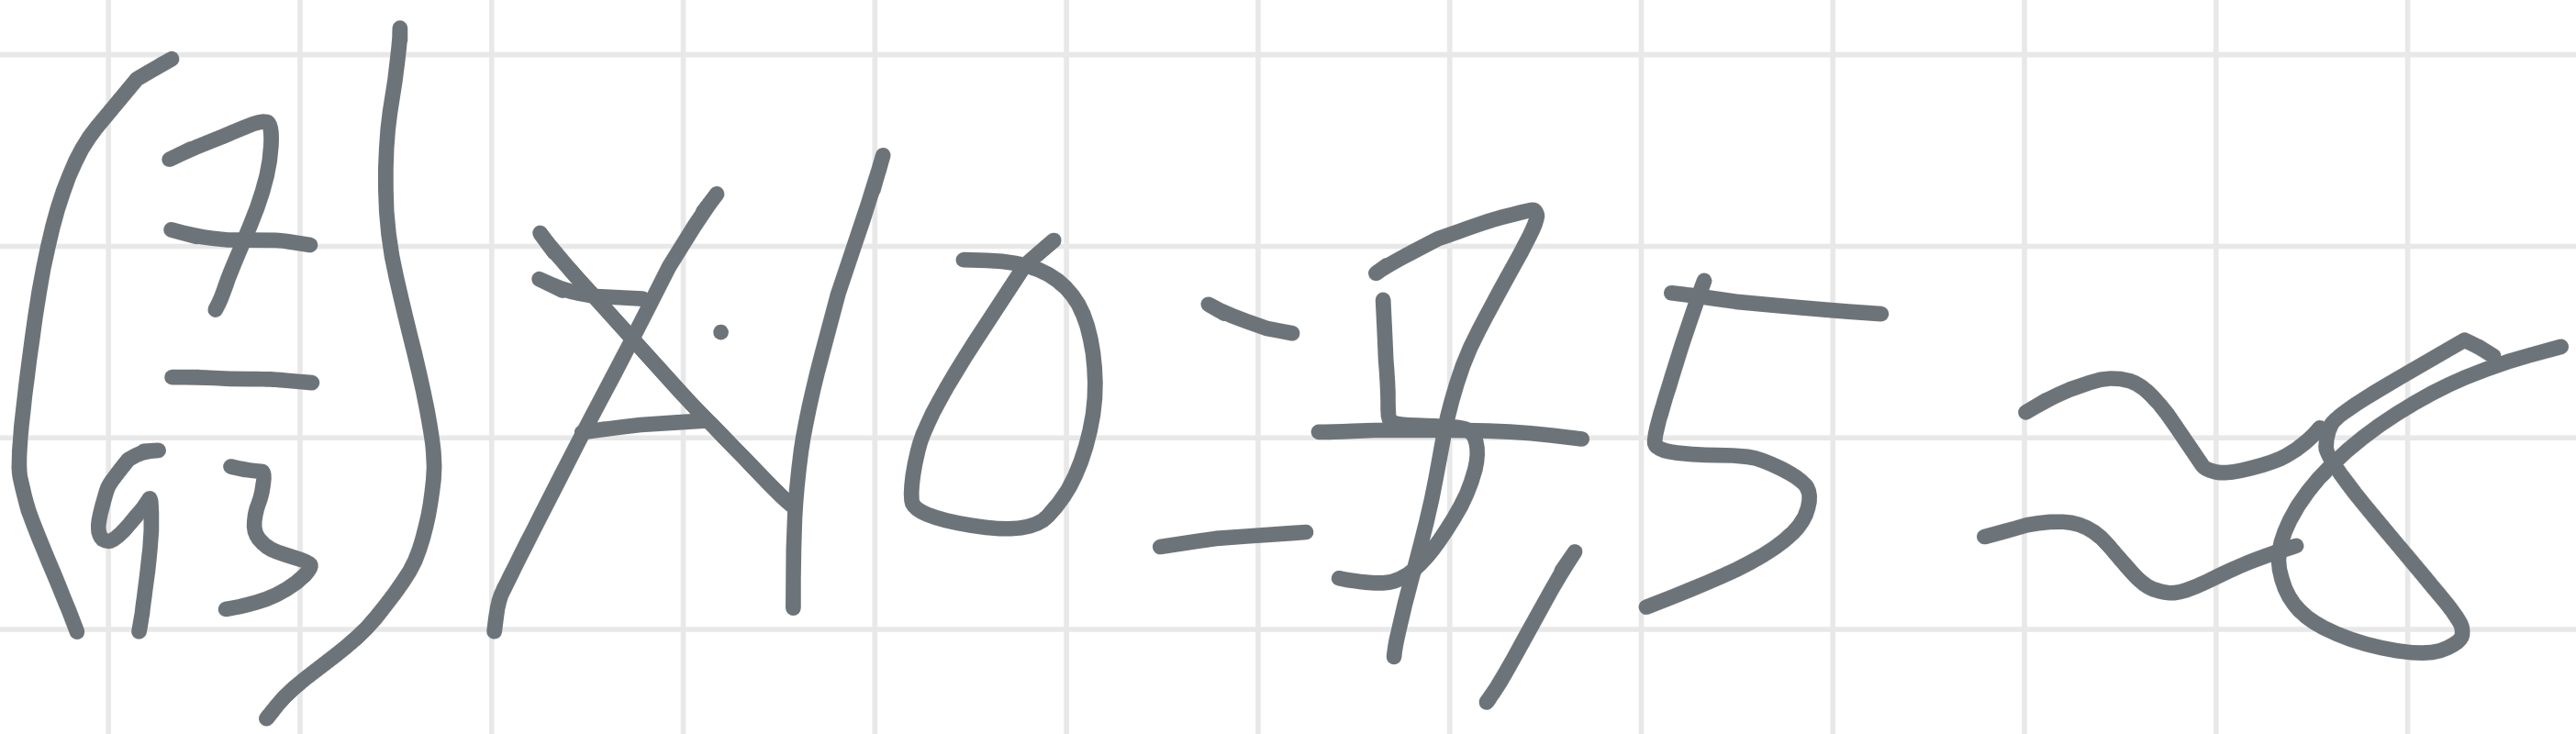 (7/93) X · 10 = 7,5 ≈ 8